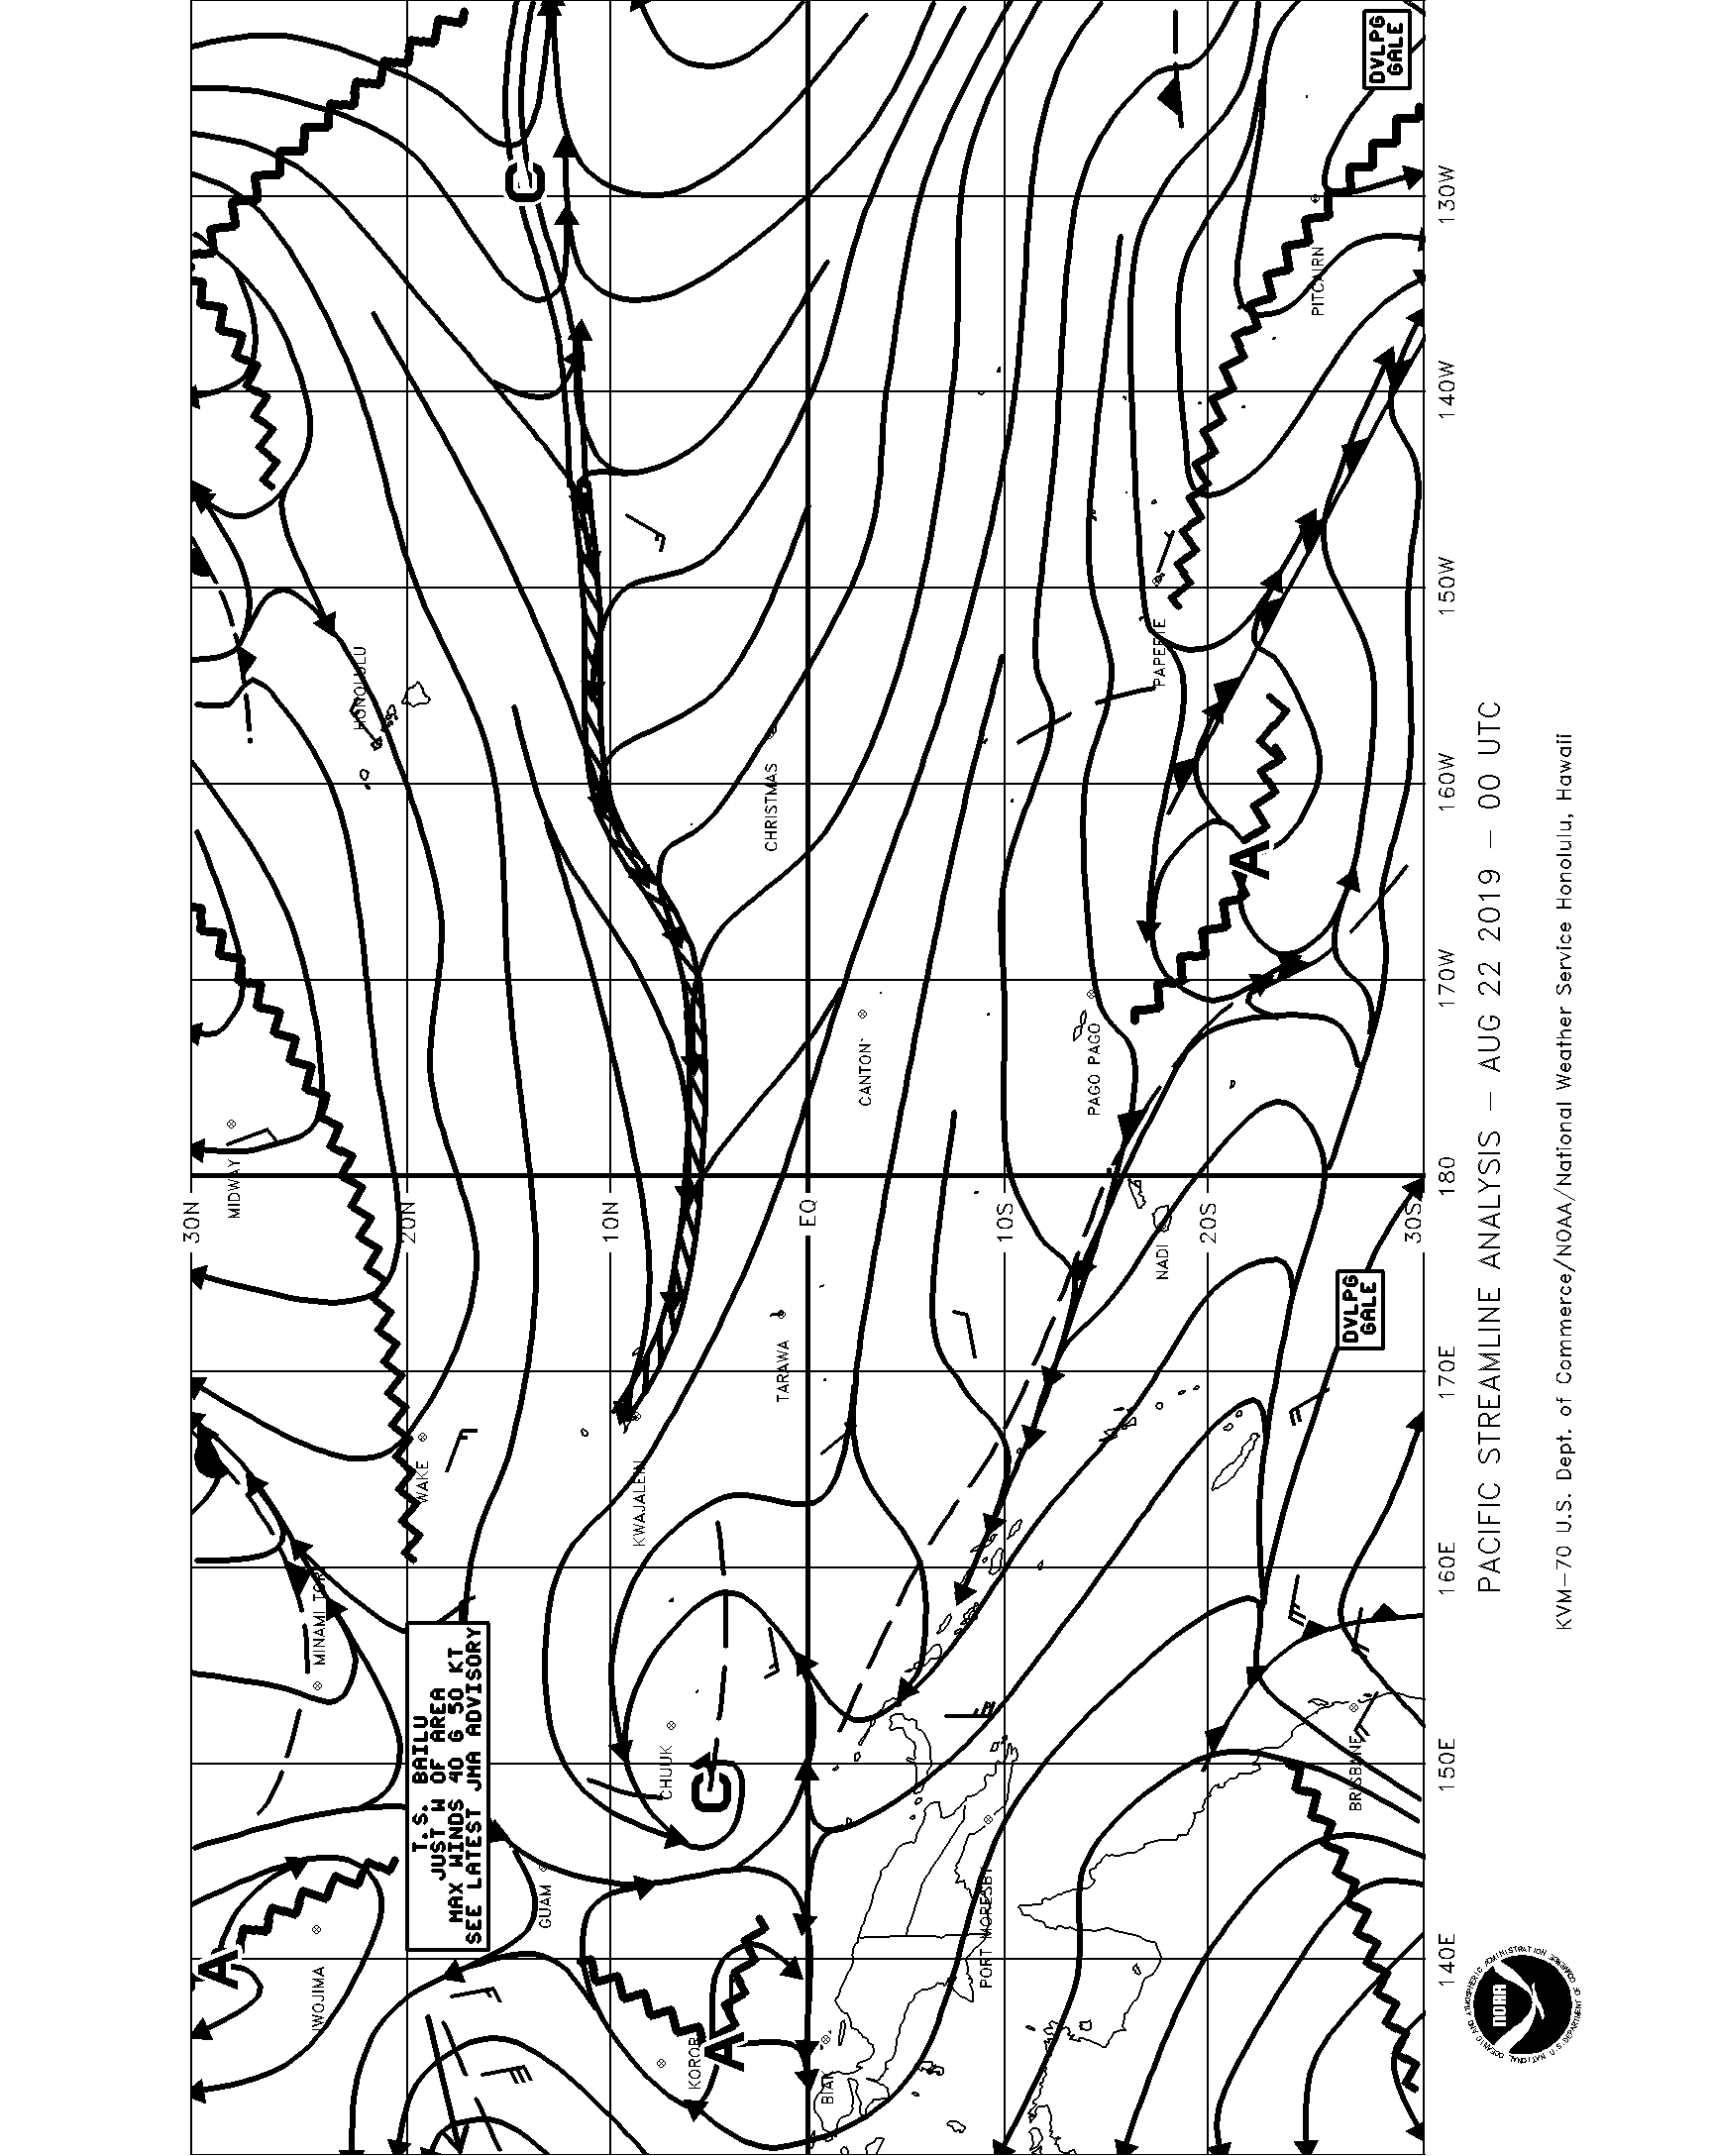 DVLPG
GALE
130W
140W
150W
160W
170W
180
170E
160E
150E
140E
30N
20N
10N
EQ
10S
20S
30S
PITCAIRN
HONOLULU
PAPEETE
CHRISTMAS
CANTON
PAGO PAGO
MIDWAY
NADI
TARAWA
WAKE
KWAJALEIN
DVLPG
GALE
MINAMI TORI
T.S. BAILU
JUST W OF AREA
MAX WINDS 40 G 50 KT
SEE LATEST JMA ADVISORY
CHUUK
BRISBANE
GUAM
PORT MORESBY
IWOJIMA
KOROR
BIAK
C
A
C
A
A
PACIFIC STREAMLINE ANALYSIS — AUG 22 2019 — 00 UTC
KVM-70 U.S. Dept. of Commerce/NOAA/National Weather Service Honolulu, Hawaii
NOAA
NATIONAL OCEANIC AND ATMOSPHERIC ADMINISTRATION
U.S. DEPARTMENT OF COMMERCE